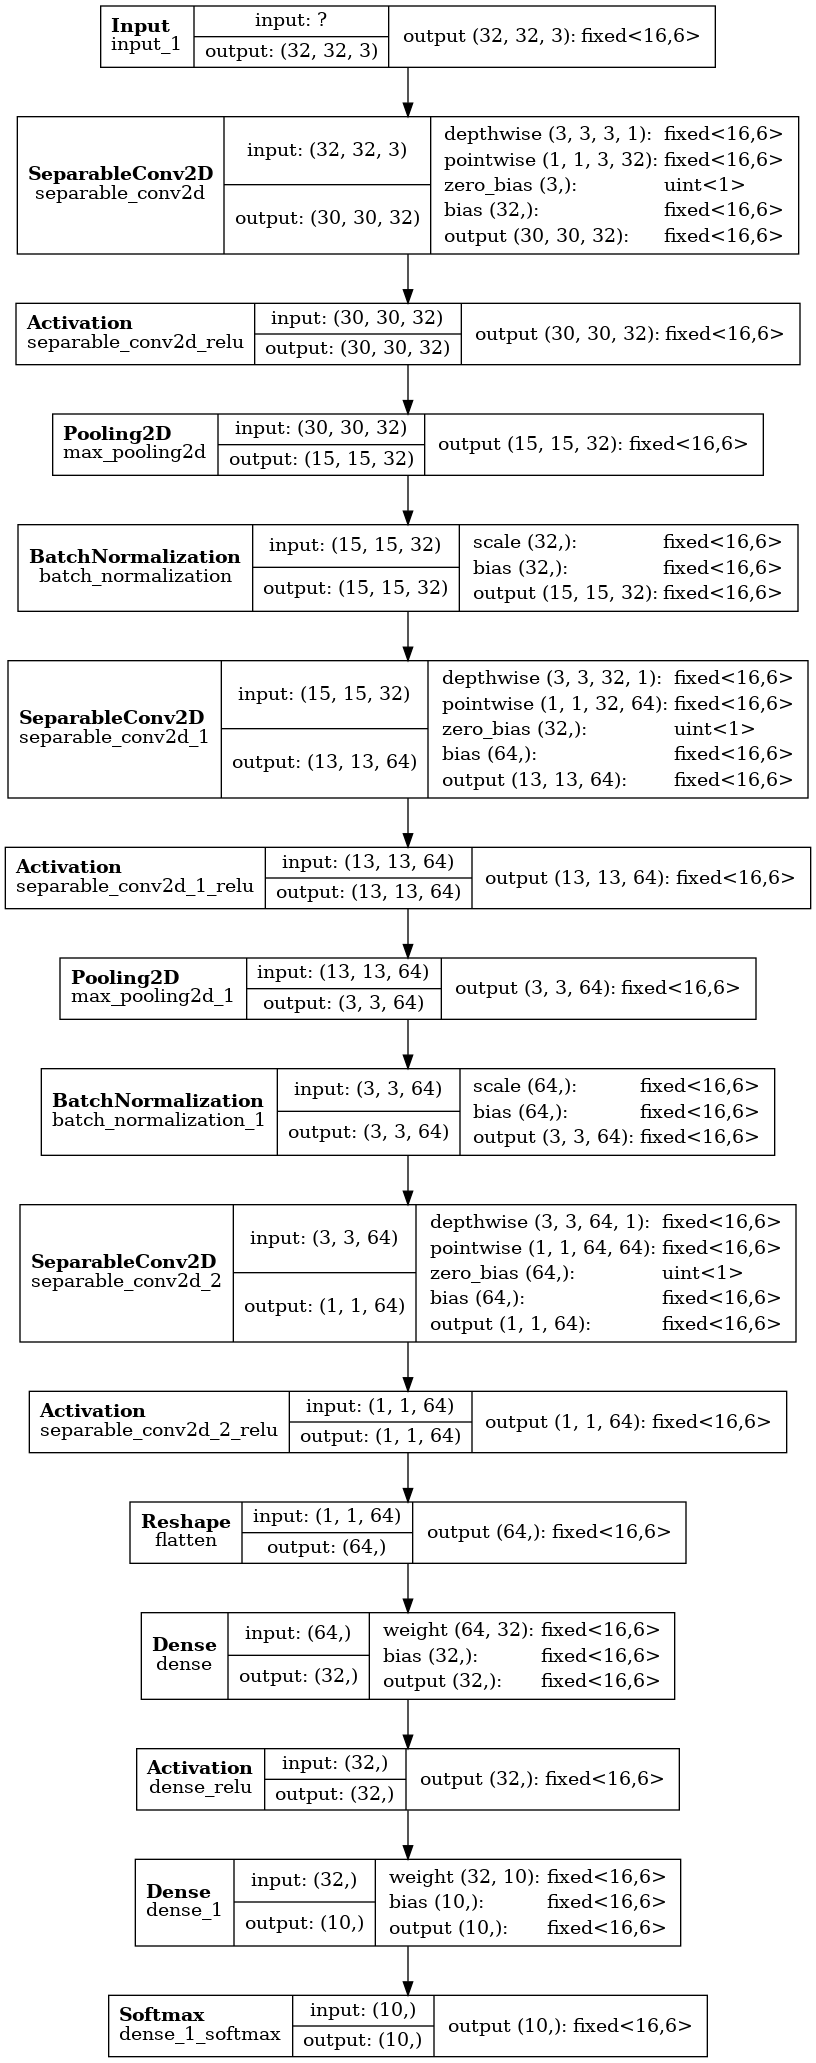 Input
input_1
input: ?
output: (32, 32, 3)
output (32, 32, 3): fixed<16,6>
SeparableConv2D
separable_conv2d
input: (32, 32, 3)
output: (30, 30, 32)
depthwise (3, 3, 3, 1): fixed<16,6>
pointwise (1, 1, 3, 32): fixed<16,6>
zero_bias (3,): uint<1>
bias (32,): fixed<16,6>
output (30, 30, 32): fixed<16,6>
Activation
separable_conv2d_relu
input: (30, 30, 32)
output: (30, 30, 32)
output (30, 30, 32): fixed<16,6>
Pooling2D
max_pooling2d
input: (30, 30, 32)
output: (15, 15, 32)
output (15, 15, 32): fixed<16,6>
BatchNormalization
batch_normalization
input: (15, 15, 32)
output: (15, 15, 32)
scale (32,): fixed<16,6>
bias (32,): fixed<16,6>
output (15, 15, 32): fixed<16,6>
SeparableConv2D
separable_conv2d_1
input: (15, 15, 32)
output: (13, 13, 64)
depthwise (3, 3, 32, 1): fixed<16,6>
pointwise (1, 1, 32, 64): fixed<16,6>
zero_bias (32,): uint<1>
bias (64,): fixed<16,6>
output (13, 13, 64): fixed<16,6>
Activation
separable_conv2d_1_relu
input: (13, 13, 64)
output: (13, 13, 64)
output (13, 13, 64): fixed<16,6>
Pooling2D
max_pooling2d_1
input: (13, 13, 64)
output: (3, 3, 64)
output (3, 3, 64): fixed<16,6>
BatchNormalization
batch_normalization_1
input: (3, 3, 64)
output: (3, 3, 64)
scale (64,): fixed<16,6>
bias (64,): fixed<16,6>
output (3, 3, 64): fixed<16,6>
SeparableConv2D
separable_conv2d_2
input: (3, 3, 64)
output: (1, 1, 64)
depthwise (3, 3, 64, 1): fixed<16,6>
pointwise (1, 1, 64, 64): fixed<16,6>
zero_bias (64,): uint<1>
bias (64,): fixed<16,6>
output (1, 1, 64): fixed<16,6>
Activation
separable_conv2d_2_relu
input: (1, 1, 64)
output: (1, 1, 64)
output (1, 1, 64): fixed<16,6>
Reshape
flatten
input: (1, 1, 64)
output: (64,)
output (64,): fixed<16,6>
Dense
dense
input: (64,)
output: (32,)
weight (64, 32): fixed<16,6>
bias (32,): fixed<16,6>
output (32,): fixed<16,6>
Activation
dense_relu
input: (32,)
output: (32,)
output (32,): fixed<16,6>
Dense
dense_1
input: (32,)
output: (10,)
weight (32, 10): fixed<16,6>
bias (10,): fixed<16,6>
output (10,): fixed<16,6>
Softmax
dense_1_softmax
input: (10,)
output: (10,)
output (10,): fixed<16,6>